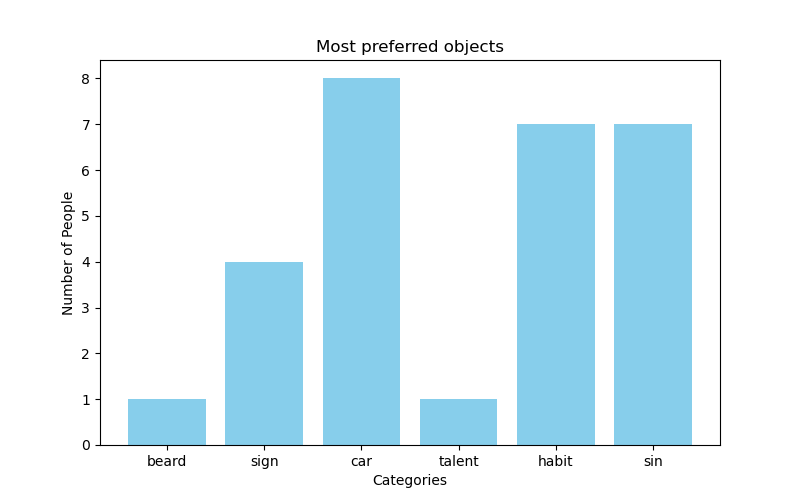 Most preferred objects
Number of People
8
7
6
5
4
3
2
1
0
beard sign car talent habit sin
Categories